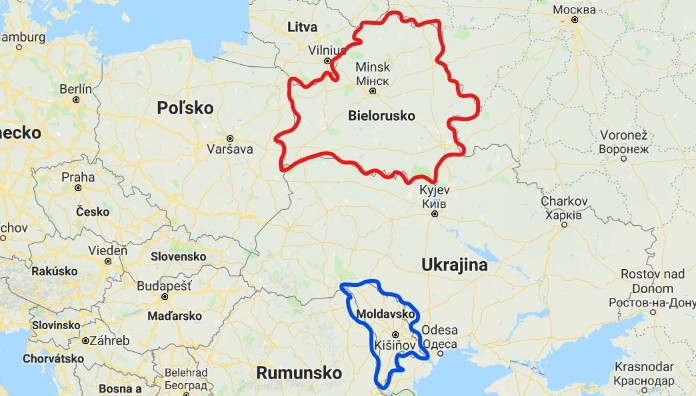 Москва
Litva
Vilnius
amburg
Minsk
Мінск
Berlín
Poľsko
Bielorusko
necko
Varšava
Voronež
Воронеж
Praha
Česko
Kyjev
Київ
Charkov
Харків
chov
Viedeň
Slovensko
Rakúsko
Ukrajina
Budapešť
Maďarsko
Rostov nad
Donom
Ростов-на-Дону
Moldavsko
Slovinsko
Záhreb
Kišiňov
Odesa
Одеса
Chorvátsko
Belehrad
Београд
Rumunsko
Krasnodar
Краснодар
Bosna a